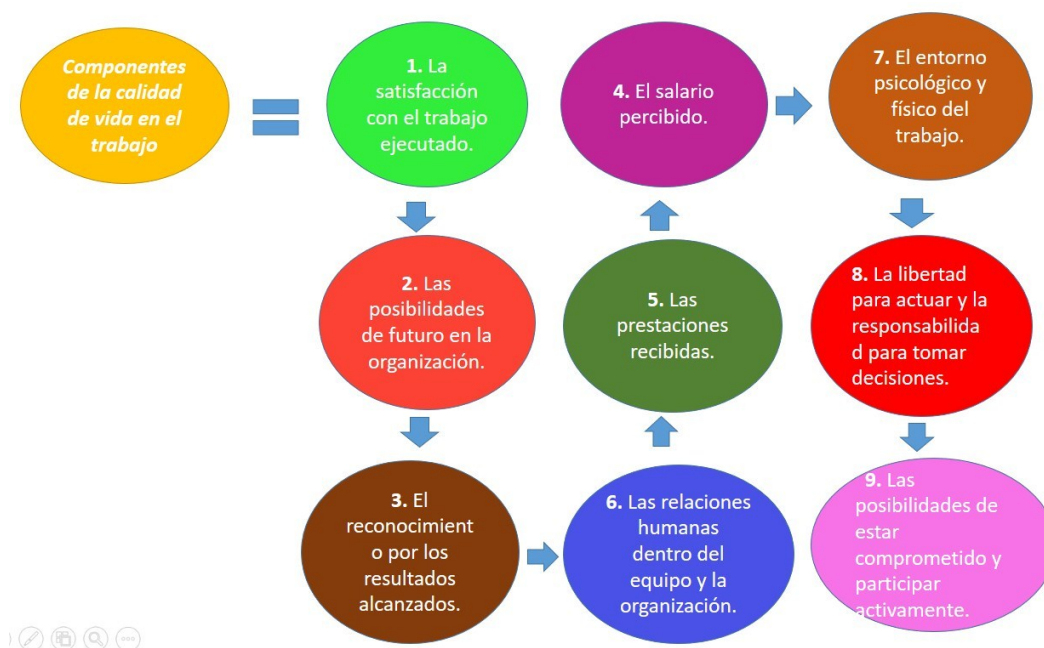 Componentes
de la calidad
de vida en el
trabajo
1. La
satisfacción
con el trabajo
ejecutado.
2. Las
posibilidades
de futuro en la
organización.
3. El
reconocimient
o por los
resultados
alcanzados.
4. El salario
percibido.
5. Las
prestaciones
recibidas.
6. Las relaciones
humanas
dentro del
equipo y la
organización.
7. El entorno
psicológico y
físico del
trabajo.
8. La libertad
para actuar y la
responsabilida
d para tomar
decisiones.
9. Las
posibilidades de
estar
comprometido y
participar
activamente.